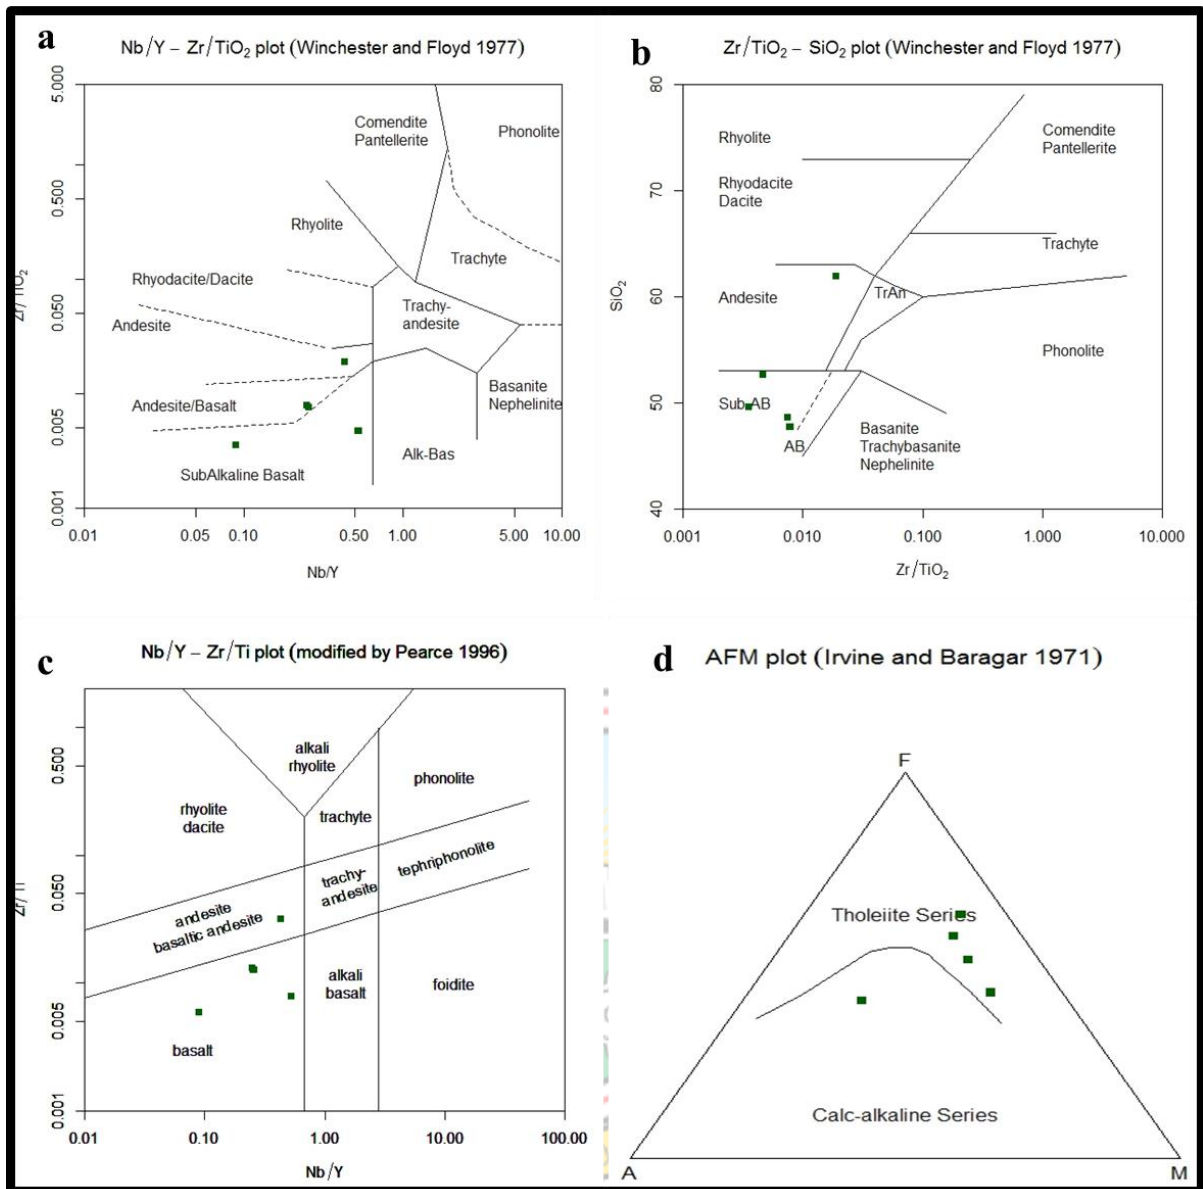 a
Nb/Y – Zr/TiO₂ plot (Winchester and Floyd 1977)
5.000
0.500
0.050
0.005
0.001
Zr/TiO₂
Comendite
Pantellerite
Phonolite
Rhyolite
Trachyte
Rhyodacite/Dacite
Trachy-
andesite
Andesite
Andesite/Basalt
Basanite
Nephelinite
Alk-Bas
SubAlkaline Basalt
0.01 0.05 0.10 0.50 1.00 5.00 10.00
Nb/Y
b
Zr/TiO₂ – SiO₂ plot (Winchester and Floyd 1977)
80
70
60
50
40
SiO₂
Rhyolite
Comendite
Pantellerite
Rhyodacite
Dacite
Trachyte
Andesite
TrAn
Phonolite
Sub-AB
AB
Basanite
Trachybasanite
Nephelinite
0.001 0.010 0.100 1.000 10.000
Zr/TiO₂
c
Nb/Y – Zr/Ti plot (modified by Pearce 1996)
0.500
0.050
0.005
0.001
Zr/Ti
alkali
rhyolite
phonolite
rhyolite
dacite
trachyte
tephriphonolite
trachy-
andesite
andesite
basaltic andesite
alkali
basalt
foidite
basalt
0.01 0.10 1.00 10.00 100.00
Nb/Y
d
AFM plot (Irvine and Baragar 1971)
F
Tholeiite Series
Calc-alkaline Series
A
M